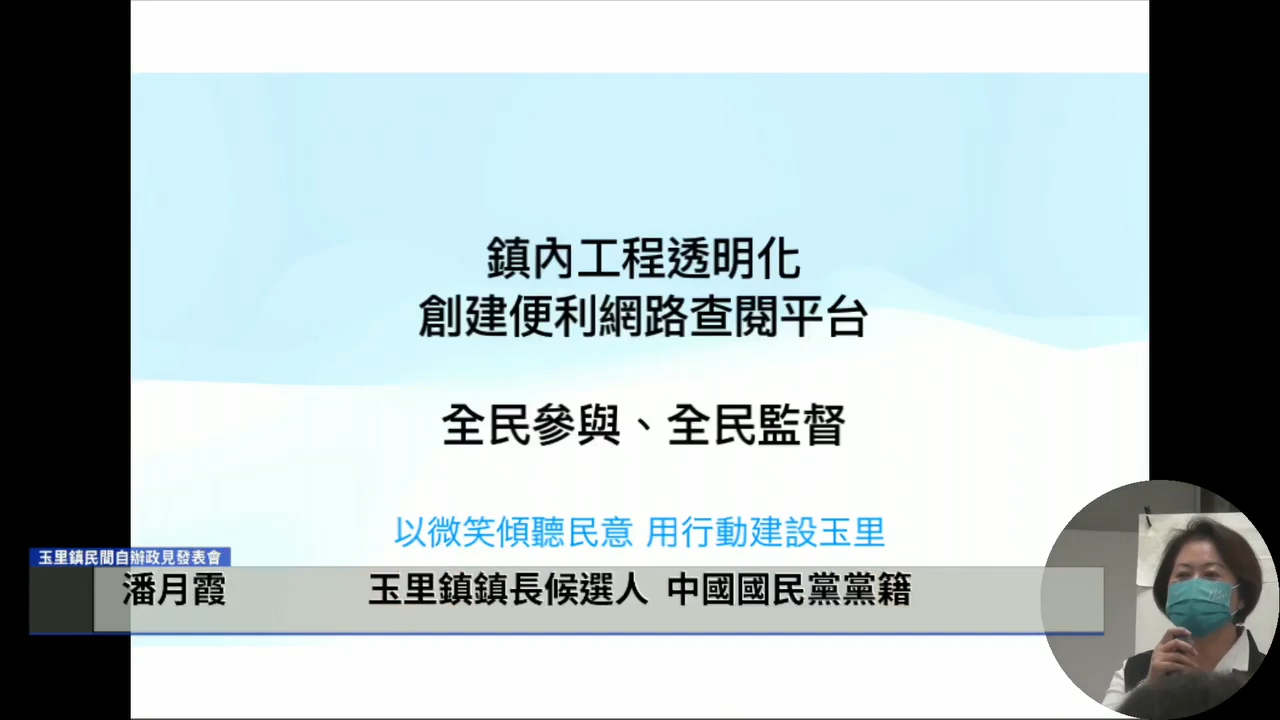 鎮內工程透明化
創建便利網路查閱平台
全民參與、全民監督
以微笑傾聽民意 用行動建設玉里
玉里鎮民間自辦政見發表會
潘月霞 玉里鎮鎮長候選人 中國國民黨黨籍